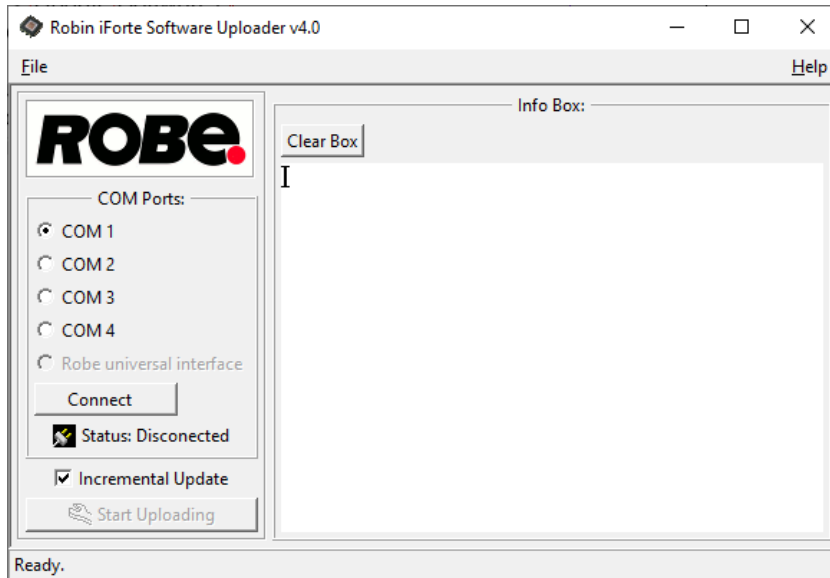 Robin iForte Software Uploader v4.0
File
Help
ROBE
COM Ports:
COM 1
COM 2
COM 3
COM 4
Robe universal interface
Connect
Status: Disconected
Incremental Update
Start Uploading
Info Box:
Clear Box
Ready.